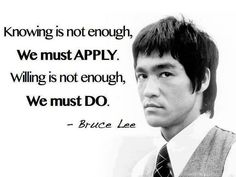 Knowing is not enough,
We must APPLY.
Willing is not enough,
We must DO.
- Bruce Lee